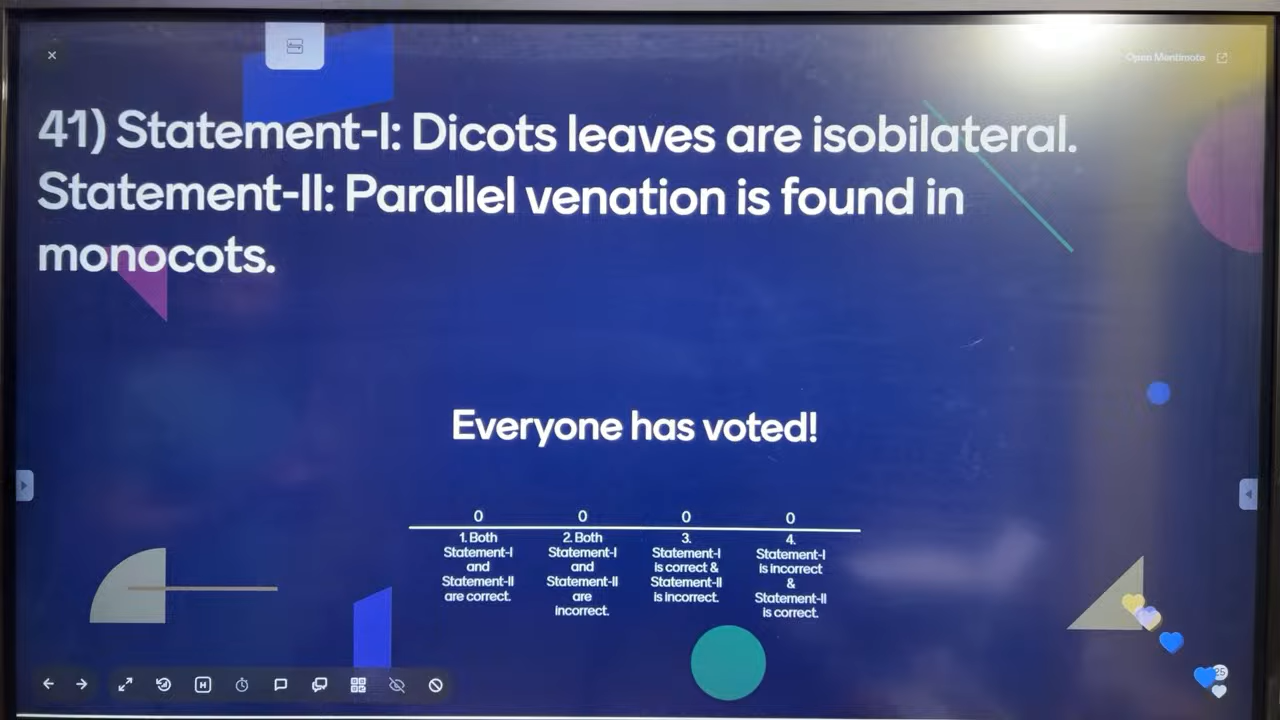 Open Mentimote
41) Statement-I: Dicots leaves are isobilateral.
Statement-II: Parallel venation is found in
monocots.
Everyone has voted!
0 0 0 0
1. Both
Statement-I
and
Statement-II
are correct.
2. Both
Statement-I
and
Statement-II
are
incorrect.
3.
Statement-I
is correct &
Statement-II
is incorrect.
4.
Statement-I
is incorrect
&
Statement-II
is correct.
H